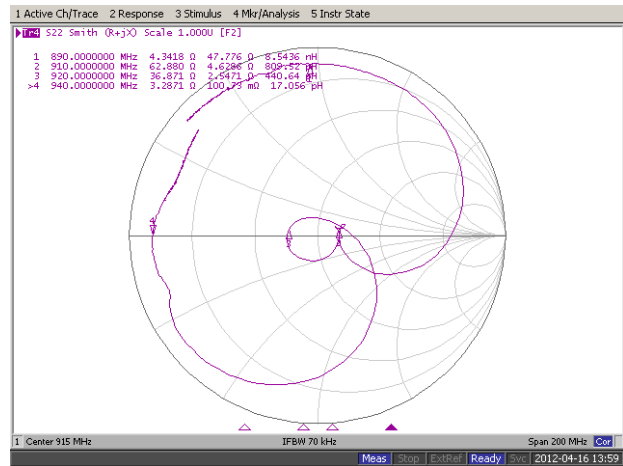 1 Active Ch/Trace 2 Response 3 Stimulus 4 Mkr/Analysis 5 Instr State
Tr4 S22 Smith (R+jX) Scale 1.000U [F2]
1 890.0000000 MHz 4.3418 Ω 47.776 Ω 8.5436 nH
2 910.0000000 MHz 62.880 Ω 4.6286 Ω 809.52 pH
3 920.0000000 MHz 36.871 Ω 2.5471 Ω 440.64 pH
>4 940.0000000 MHz 3.2871 Ω 100.73 mΩ 17.056 pH
4
1 Center 915 MHz IFBW 70 kHz Span 200 MHz Cor
Meas Stop ExtRef Ready Svc 2012-04-16 13:59